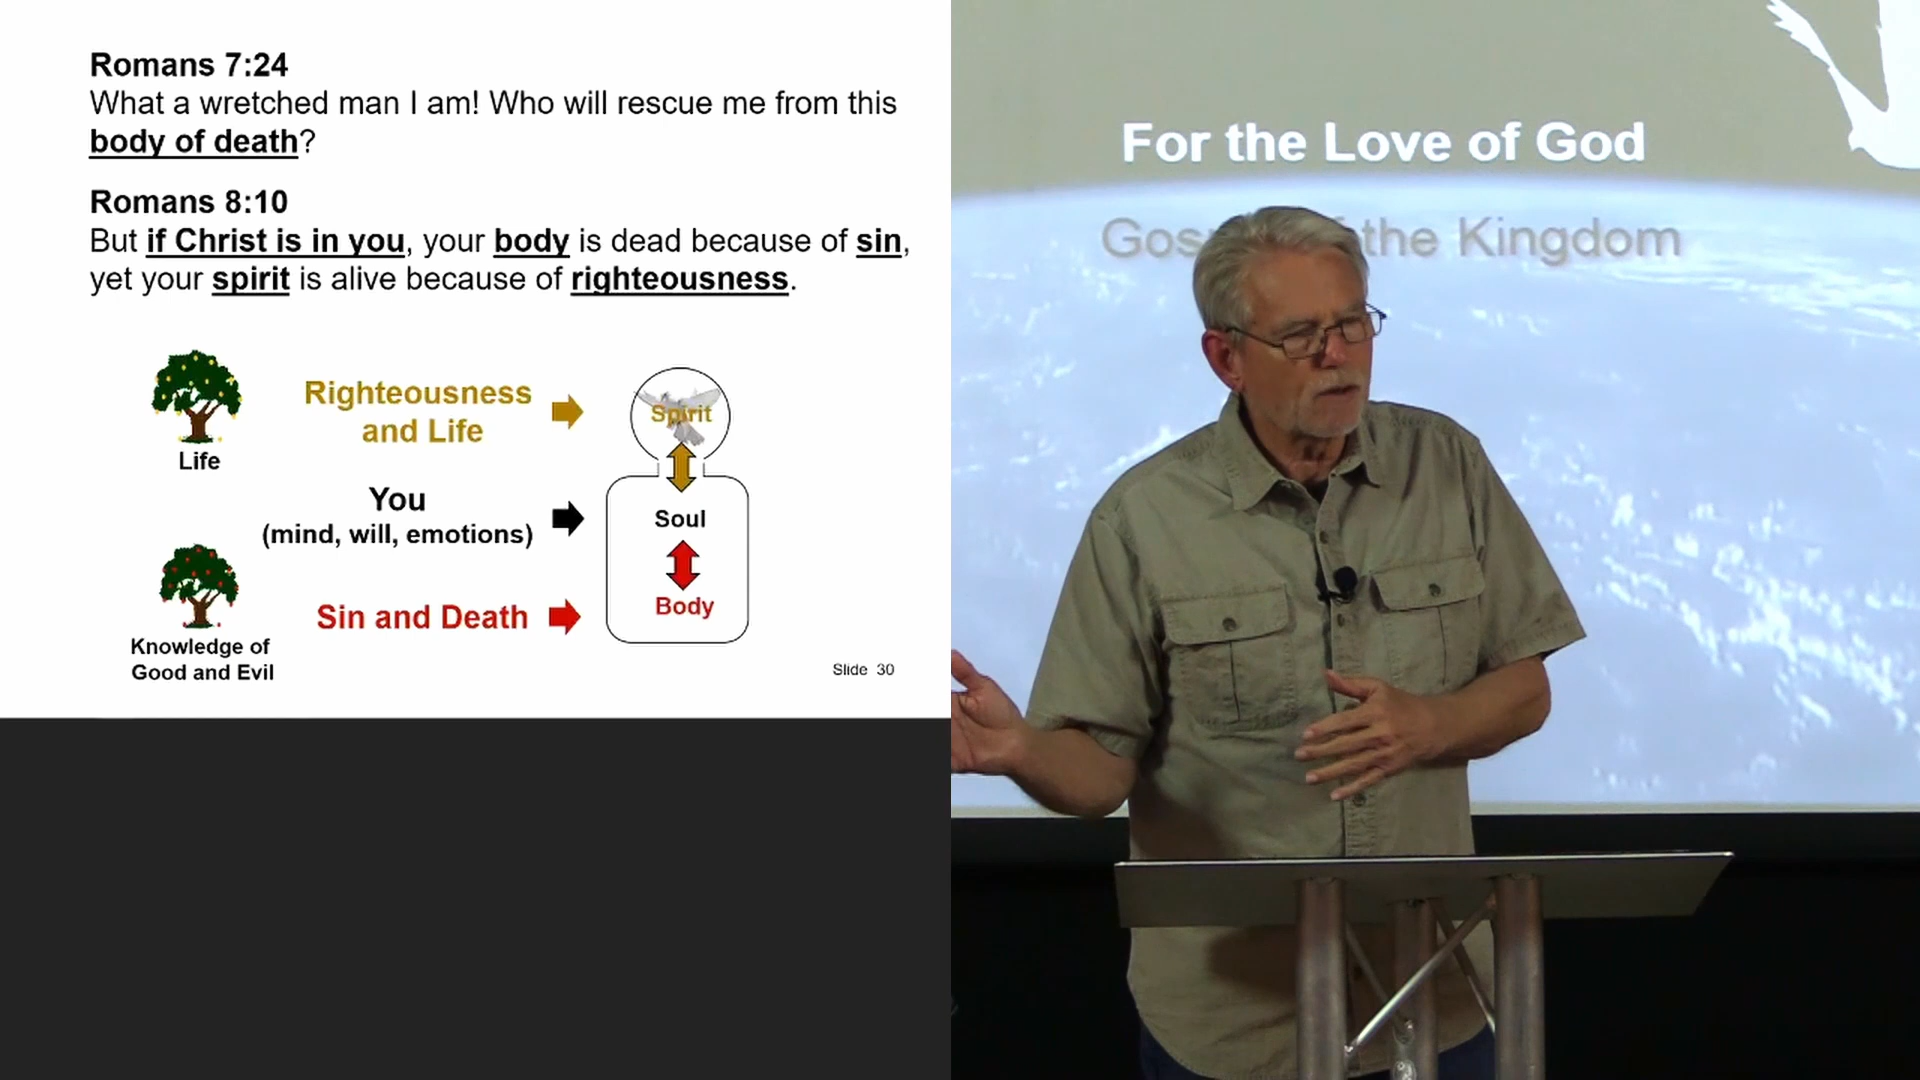 Romans 7:24
What a wretched man I am! Who will rescue me from this
body of death?
Romans 8:10
But if Christ is in you, your body is dead because of sin,
yet your spirit is alive because of righteousness.
Life
Righteousness
and Life
Spirit
You
(mind, will, emotions)
Soul
Knowledge of
Good and Evil
Sin and Death
Body
Slide 30
For the Love of God
the Kingdom